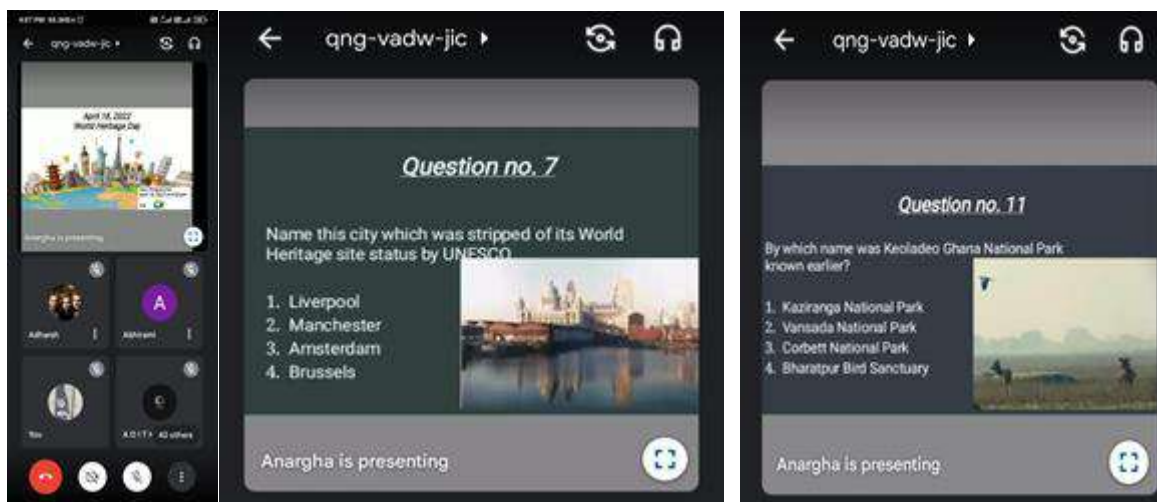 qng-vadw-jic
April 18, 2022
World Heritage Day
Anargha is presenting
Adharsh
A
Abhirami
You
42 others
qng-vadw-jic
Question no. 7
Name this city which was stripped of its World
Heritage site status by UNESCO
1. Liverpool
2. Manchester
3. Amsterdam
4. Brussels
Anargha is presenting
qng-vadw-jic
Question no. 11
By which name was Keoladeo Ghana National Park
known earlier?
1. Kaziranga National Park
2. Vansada National Park
3. Corbett National Park
4. Bharatpur Bird Sanctuary
Anargha is presenting